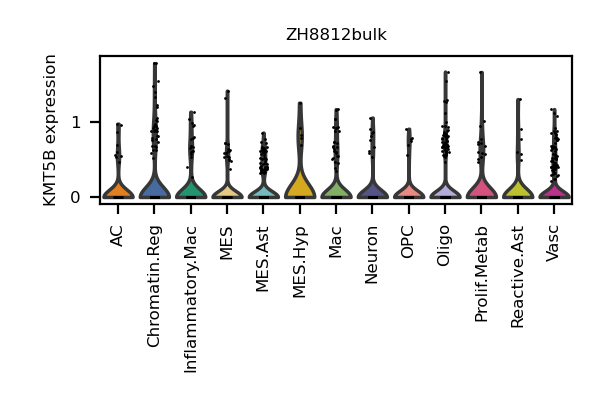 ZH8812bulk
KMT5B expression
1
0
AC
Chromatin.Reg
Inflammatory.Mac
MES
MES.Ast
MES.Hyp
Mac
Neuron
OPC
Oligo
Prolif.Metab
Reactive.Ast
Vasc